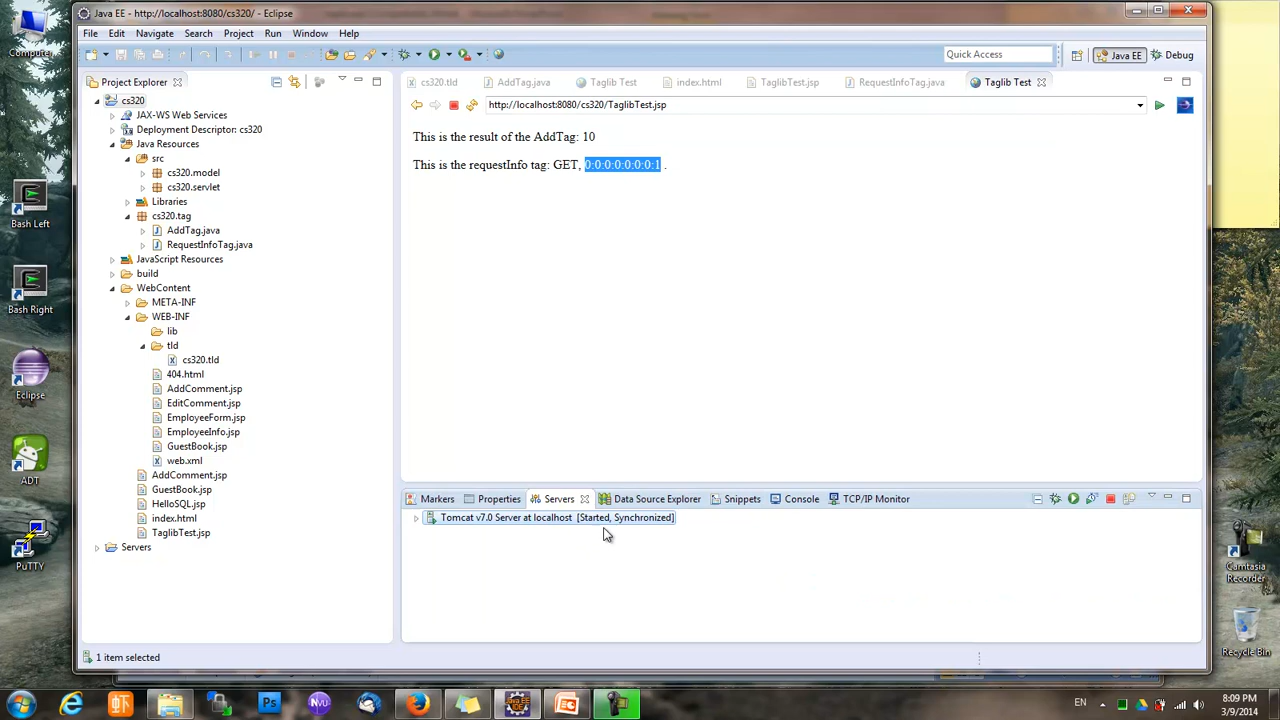 Java EE - http://localhost:8080/cs320/ - Eclipse
Computer
File Edit Navigate Search Project Run Window Help
Quick Access
Java EE
Debug
Project Explorer
cs320.tld AddTag.java Taglib Test index.html TaglibTest.jsp RequestInfoTag.java Taglib Test
http://localhost:8080/cs320/TaglibTest.jsp
This is the result of the AddTag: 10
This is the requestInfo tag: GET, 0:0:0:0:0:0:0:1 .
cs320
JAX-WS Web Services
Deployment Descriptor: cs320
Java Resources
src
cs320.model
cs320.servlet
Libraries
cs320.tag
AddTag.java
RequestInfoTag.java
JavaScript Resources
build
WebContent
META-INF
WEB-INF
lib
tld
cs320.tld
404.html
AddComment.jsp
EditComment.jsp
EmployeeForm.jsp
EmployeeInfo.jsp
GuestBook.jsp
web.xml
AddComment.jsp
GuestBook.jsp
HelloSQL.jsp
index.html
TaglibTest.jsp
Servers
Bash Left
Bash Right
Eclipse
ADT
PuTTY
Markers Properties Servers Data Source Explorer Snippets Console TCP/IP Monitor
Tomcat v7.0 Server at localhost [Started, Synchronized]
Camtasia
Recorder
Recycle Bin
1 item selected
EN
8:09 PM
3/9/2014